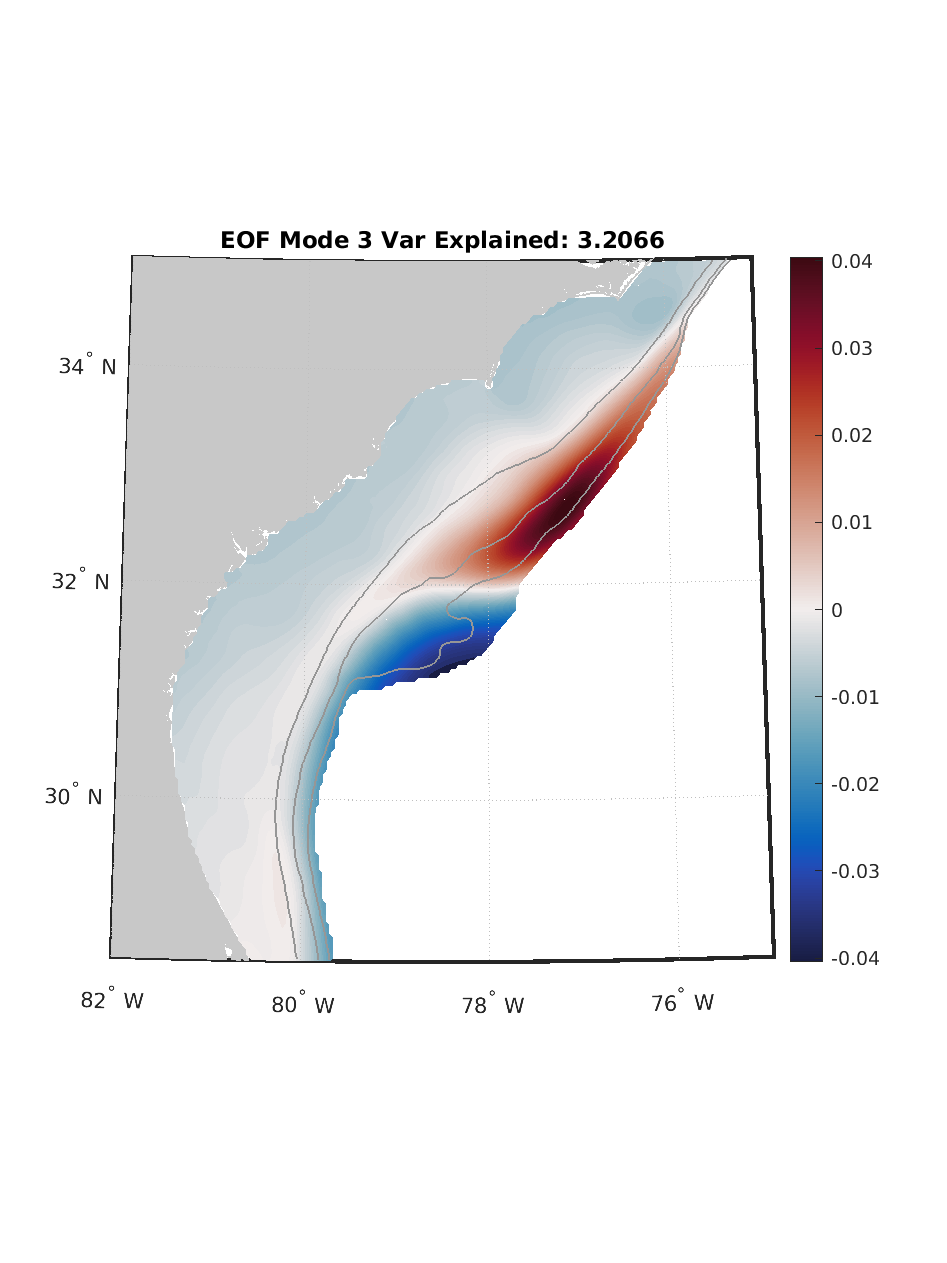 EOF Mode 3 Var Explained: 3.2066
0.04
0.03
0.02
0.01
0
-0.01
-0.02
-0.03
-0.04
34° N
32° N
30° N
82° W
80° W
78° W
76° W